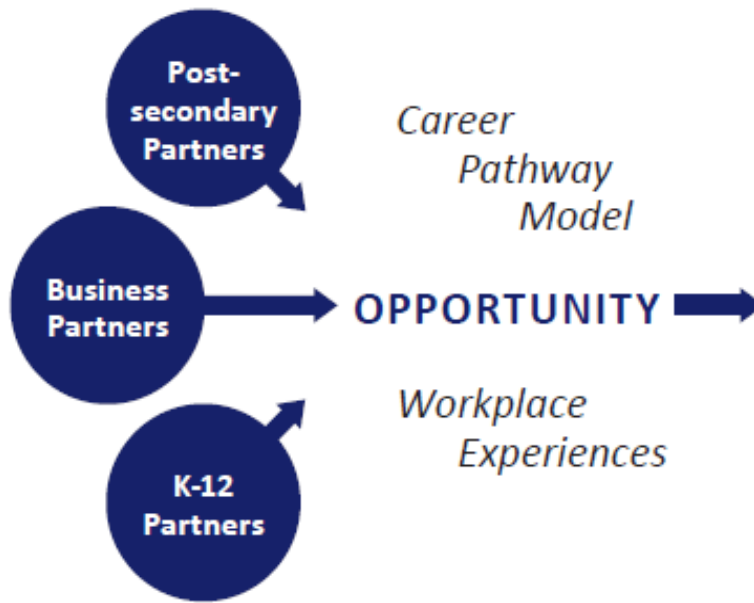 Post-
secondary
Partners
Career
Pathway
Model
Business
Partners
OPPORTUNITY
Workplace
Experiences
K-12
Partners